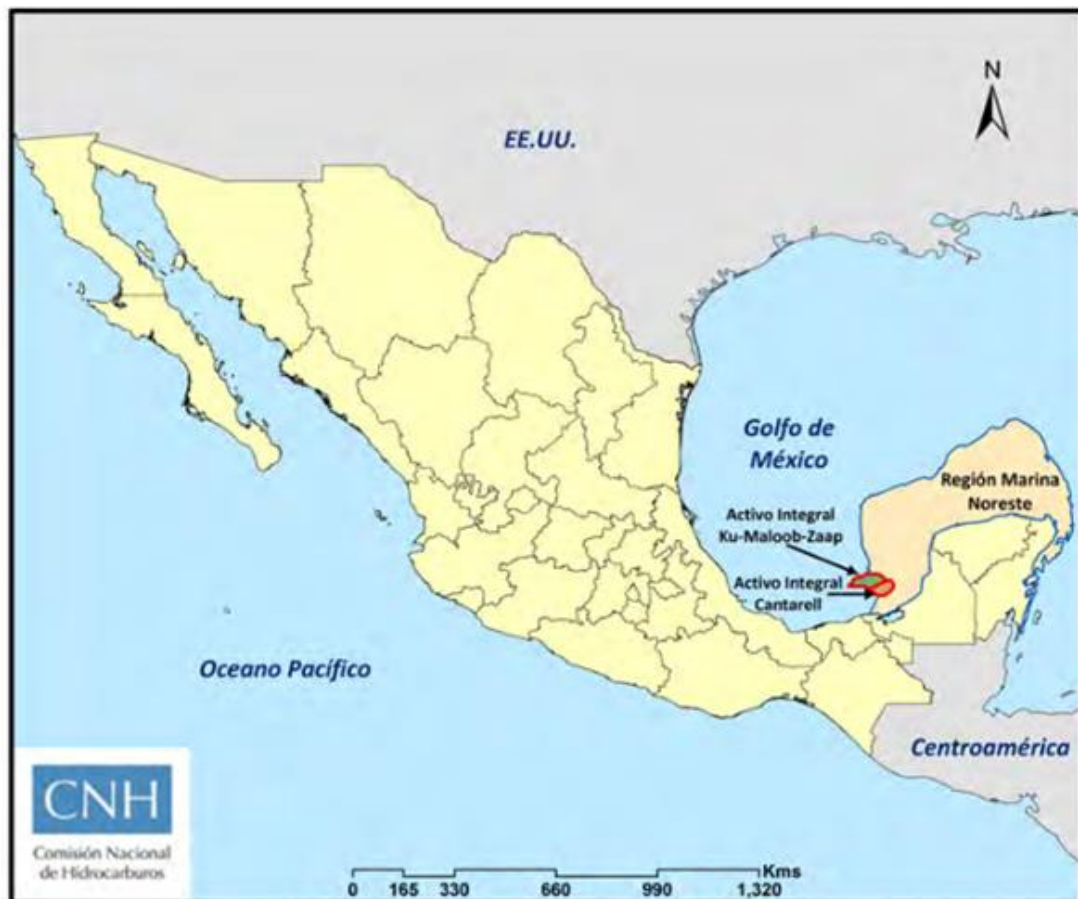 N
EE.UU.
Golfo de
México
Región Marina
Noreste
Activo Integral
Ku-Maloob-Zaap
Activo Integral
Cantarell
Oceano Pacífico
Centroamérica
CNH
Comisión Nacional
de Hidrocarburos
Kms
0 165 330 660 990 1,320